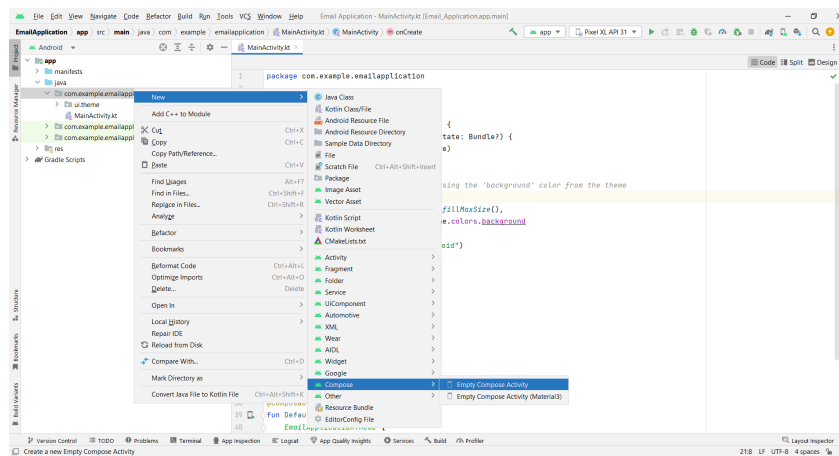 File Edit View Navigate Code Refactor Build Run Tools VCS Window Help Email Application - MainActivity.kt [Email_Application.app.main]
EmailApplication app src main java com example emailapplication MainActivity.kt MainActivity onCreate app Pixel XL API 31
Project Android MainActivity.kt
Code Split Design
app
manifests
java
com.example.emailappl
ui.theme
MainActivity.kt
com.example.emailappl
com.example.emailappl
res
Gradle Scripts
Resource Manager
Structure
Bookmarks
Build Variants
1 package com.example.emailapplication
2
{
tate: Bundle?) {
e)
sing the 'background' color from the theme
fillMaxSize(),
e.colors.background
oid")
39 fun Defau
40 EmailApplicationTheme {
New
Add C++ to Module
Cut Ctrl+X
Copy Ctrl+C
Copy Path/Reference...
Paste Ctrl+V
Find Usages Alt+F7
Find in Files... Ctrl+Shift+F
Replace in Files... Ctrl+Shift+R
Analyze
Refactor
Bookmarks
Reformat Code Ctrl+Alt+L
Optimize Imports Ctrl+Alt+O
Delete... Delete
Open In
Local History
Repair IDE
Reload from Disk
Compare With... Ctrl+D
Mark Directory as
Convert Java File to Kotlin File Ctrl+Alt+Shift+K
Java Class
Kotlin Class/File
Android Resource File
Android Resource Directory
Sample Data Directory
File
Scratch File Ctrl+Alt+Shift+Insert
Package
Image Asset
Vector Asset
Kotlin Script
Kotlin Worksheet
CMakeLists.txt
Activity
Fragment
Folder
Service
UiComponent
Automotive
XML
Wear
AIDL
Widget
Google
Compose
Other
Resource Bundle
EditorConfig File
Empty Compose Activity
Empty Compose Activity (Material3)
Version Control TODO Problems Terminal App Inspection Logcat App Quality Insights Services Build Profiler Layout Inspector
Create a new Empty Compose Activity 21:8 LF UTF-8 4 spaces